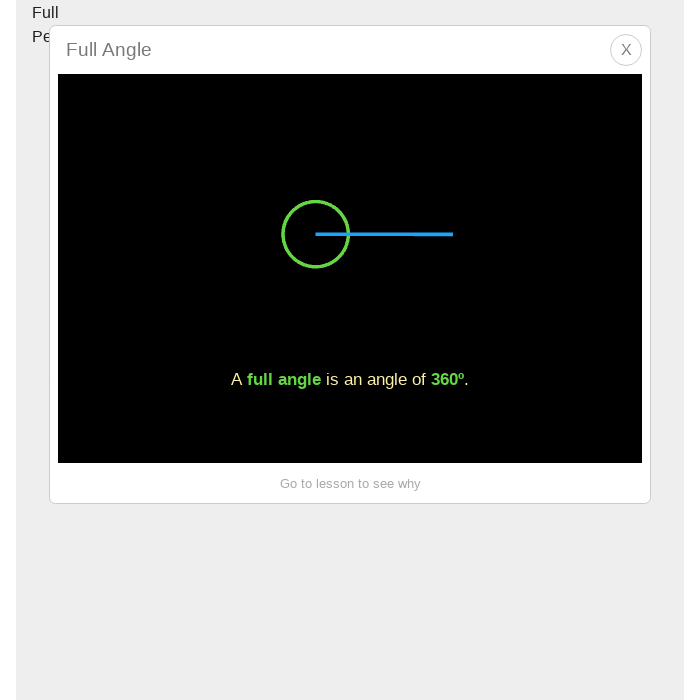 Full
Pe
Full Angle
X
A full angle is an angle of 360º.
Go to lesson to see why